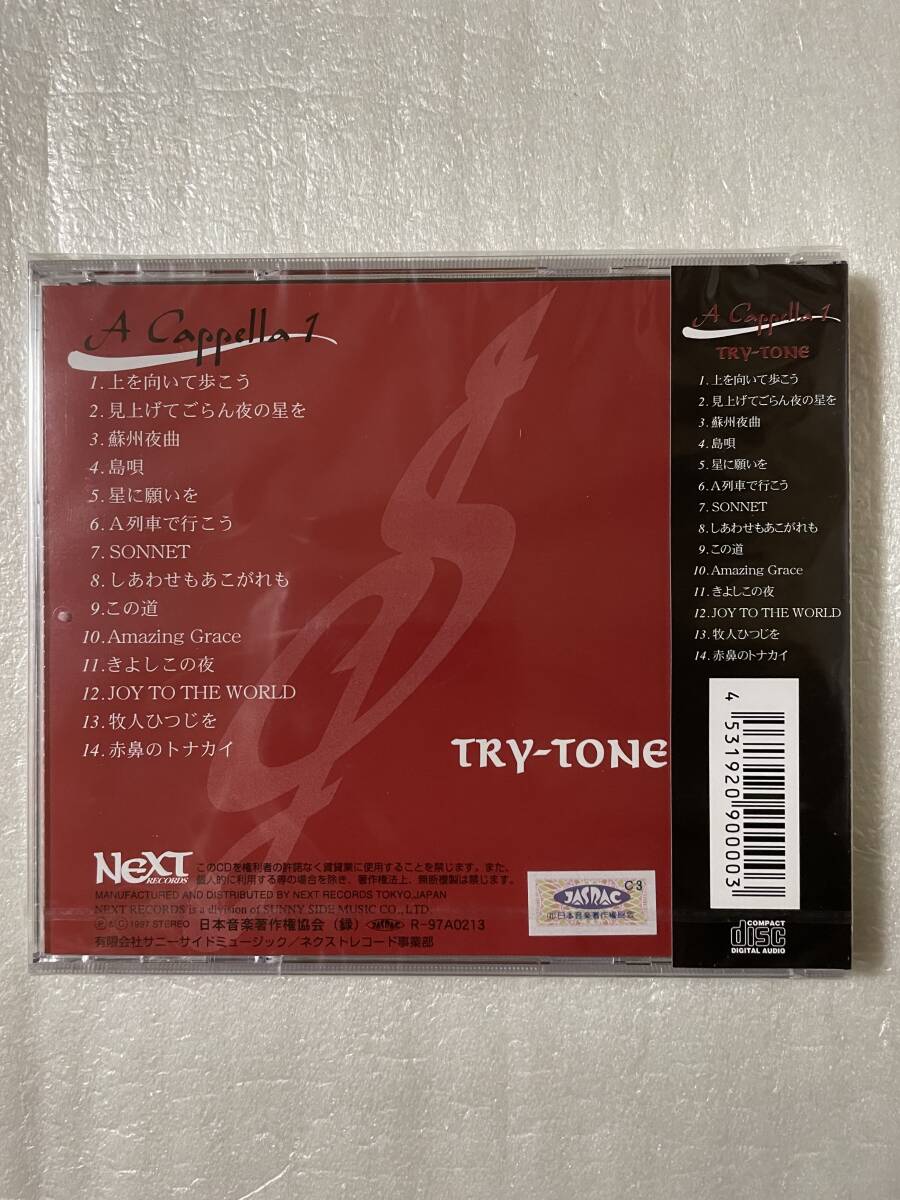 A Cappella 1
1.上を向いて歩こう
2.見上げてごらん夜の星を
3.蘇州夜曲
4.島唄
5.星に願いを
6.A列車で行こう
7.SONNET
8.しあわせもあこがれも
9.この道
10.Amazing Grace
11.きよしこの夜
12.JOY TO THE WORLD
13.牧人ひつじを
14.赤鼻のトナカイ
TRY-TONE
NEXT
RECORDS
このCDを権利者の許諾なく賃貸業に使用することを禁じます。また、
個人的に利用する等の場合を除き、著作権法上、無断複製は禁じます。
MANUFACTURED AND DISTRIBUTED BY NEXT RECORDS TOKYO,JAPAN
NEXT RECORDS is a division of SUNNY SIDE MUSIC CO.,LTD.
℗&© 1997 STEREO 日本音楽著作権協会(録) JASRAC R-97A0213
有限会社サニーサイドミュージック/ネクストレコード事業部
JASRAC
C3
日本音楽著作権協会
A Cappella 1
TRY-TONE
1.上を向いて歩こう
2.見上げてごらん夜の星を
3.蘇州夜曲
4.島唄
5.星に願いを
6.A列車で行こう
7.SONNET
8.しあわせもあこがれも
9.この道
10.Amazing Grace
11.きよしこの夜
12.JOY TO THE WORLD
13.牧人ひつじを
14.赤鼻のトナカイ
4 531920 900003
COMPACT
disc
DIGITAL AUDIO